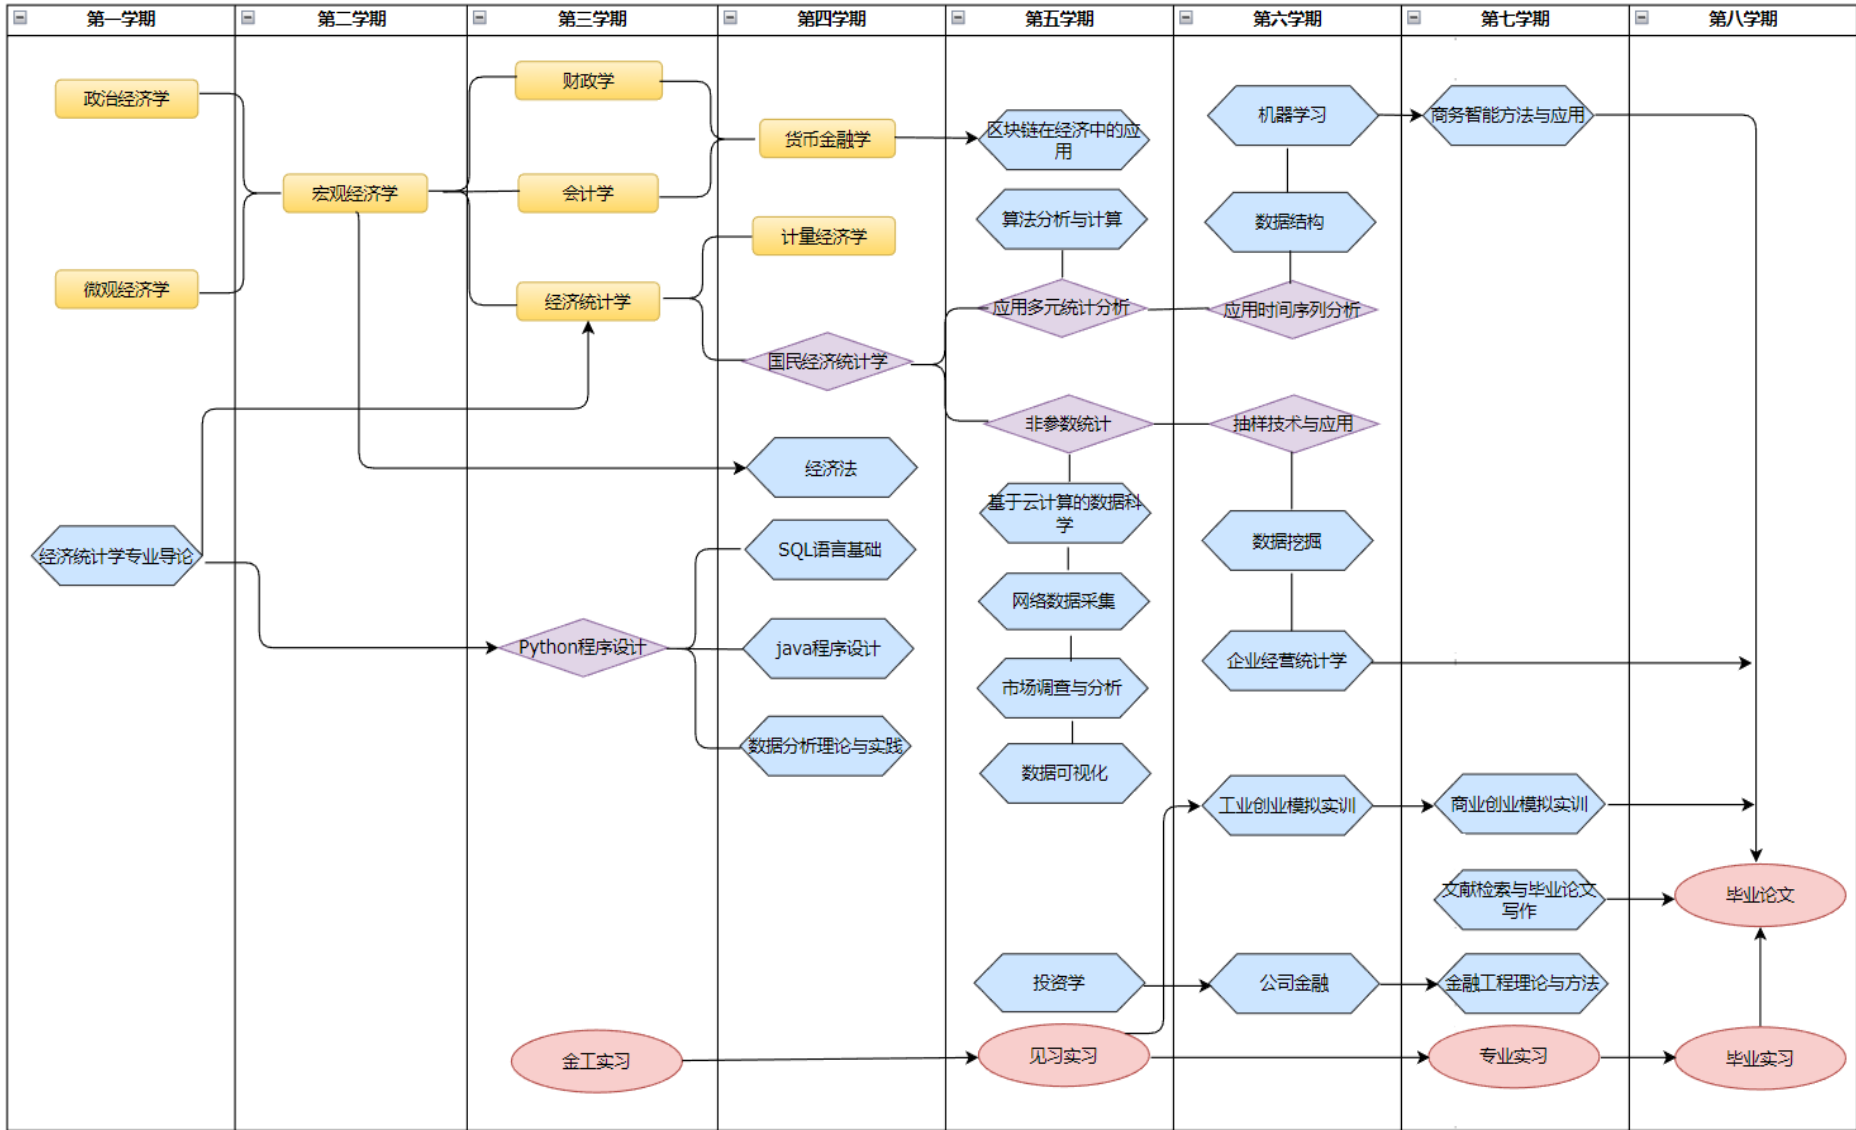 第一学期
第二学期
第三学期
第四学期
第五学期
第六学期
第七学期
第八学期
政治经济学
微观经济学
经济统计学专业导论
宏观经济学
财政学
会计学
经济统计学
Python程序设计
金工实习
货币金融学
计量经济学
国民经济统计学
经济法
SQL语言基础
java程序设计
数据分析理论与实践
区块链在经济中的应
用
算法分析与计算
应用多元统计分析
非参数统计
基于云计算的数据科
学
网络数据采集
市场调查与分析
数据可视化
投资学
见习实习
机器学习
数据结构
应用时间序列分析
抽样技术与应用
数据挖掘
企业经营统计学
工业创业模拟实训
公司金融
商务智能方法与应用
商业创业模拟实训
文献检索与毕业论文
写作
金融工程理论与方法
专业实习
毕业论文
毕业实习